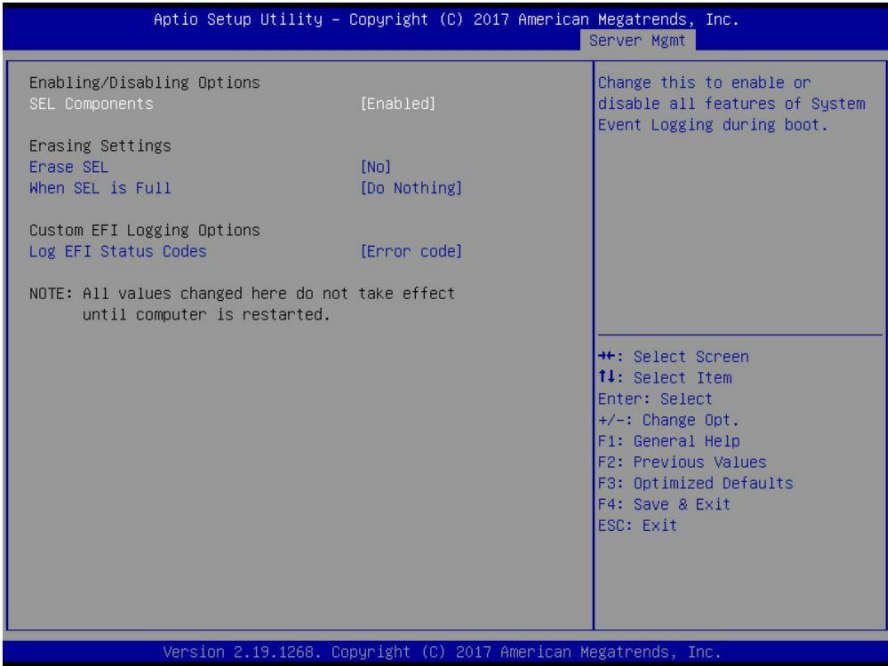 Aptio Setup Utility – Copyright (C) 2017 American Megatrends, Inc.
Server Mgmt
Enabling/Disabling Options
SEL Components [Enabled]
Erasing Settings
Erase SEL [No]
When SEL is Full [Do Nothing]
Custom EFI Logging Options
Log EFI Status Codes [Error code]
NOTE: All values changed here do not take effect
until computer is restarted.
Change this to enable or
disable all features of System
Event Logging during boot.
→←: Select Screen
↑↓: Select Item
Enter: Select
+/-: Change Opt.
F1: General Help
F2: Previous Values
F3: Optimized Defaults
F4: Save & Exit
ESC: Exit
Version 2.19.1268. Copyright (C) 2017 American Megatrends, Inc.